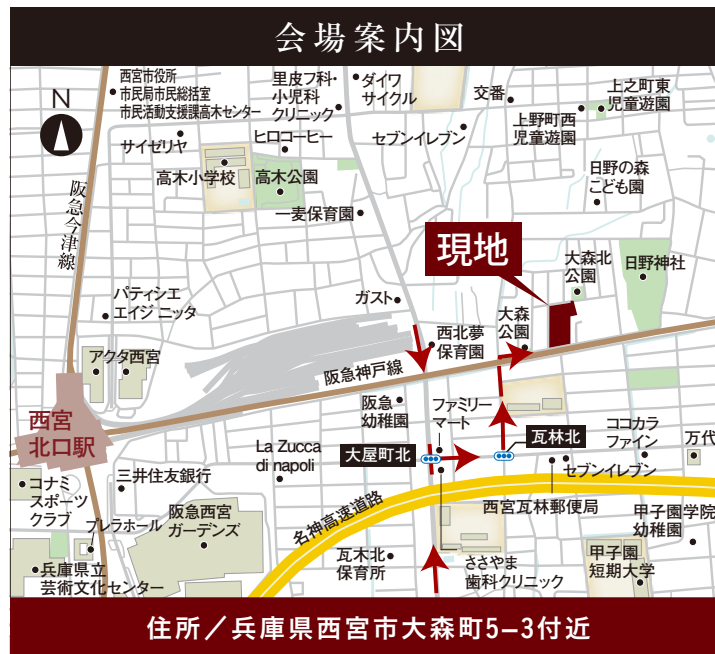 会場案内図
N
西宮市役所
市民局市民総括室
市民活動支援課高木センター
里皮フ科・
小児科
クリニック
ダイワ
サイクル
交番
上之町東
児童遊園
サイゼリヤ
ヒロコーヒー
セブンイレブン
上野町西
児童遊園
高木小学校
高木公園
日野の森
こども園
阪急今津線
一麦保育園
現地
大森北
公園
日野神社
パティシエ
エイジ ニッタ
ガスト
西北夢
保育園
大森
公園
アクタ西宮
阪急神戸線
西宮
北口駅
阪急
幼稚園
ファミリー
マート
瓦林北
ココカラ
ファイン
万代
La Zucca
di napoli
大屋町北
セブンイレブン
コナミ
スポーツ
クラブ
三井住友銀行
阪急西宮
ガーデンズ
名神高速道路
西宮瓦林郵便局
甲子園学院
幼稚園
プレラホール
瓦木北
保育所
ささやま
歯科クリニック
甲子園
短期大学
兵庫県立
芸術文化センター
住所／兵庫県西宮市大森町5−3付近